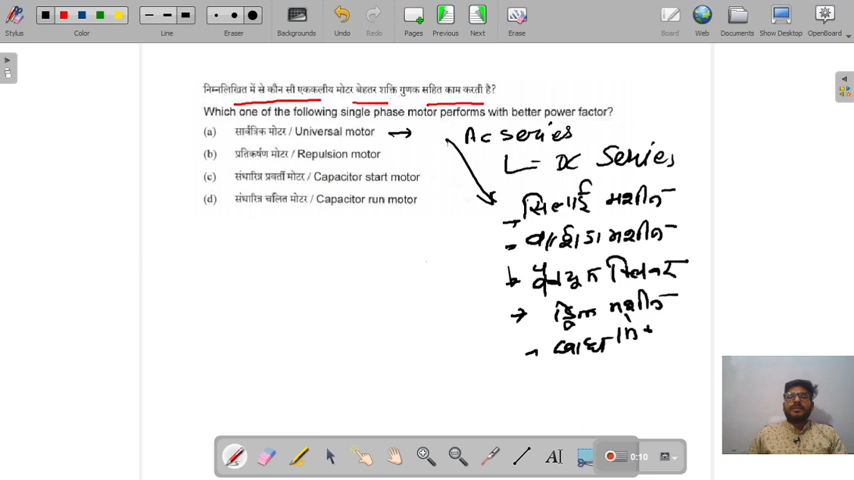 Stylus
Color
Line
Eraser
Backgrounds
Undo
Redo
Pages
Previous
Next
Erase
Board
Web
Documents
Show Desktop
OpenBoard
निम्नलिखित में से कौन सी एककलीय मोटर बेहतर शक्ति गुणक सहित काम करती है?
Which one of the following single phase motor performs with better power factor?
(a) सार्वत्रिक मोटर / Universal motor
(b) प्रतिकर्षण मोटर / Repulsion motor
(c) संधारित्र प्रवर्ती मोटर / Capacitor start motor
(d) संधारित्र चलित मोटर / Capacitor run motor
AC series
DC Series
सिलाई मशीन
मशीन
मशीन
0:10